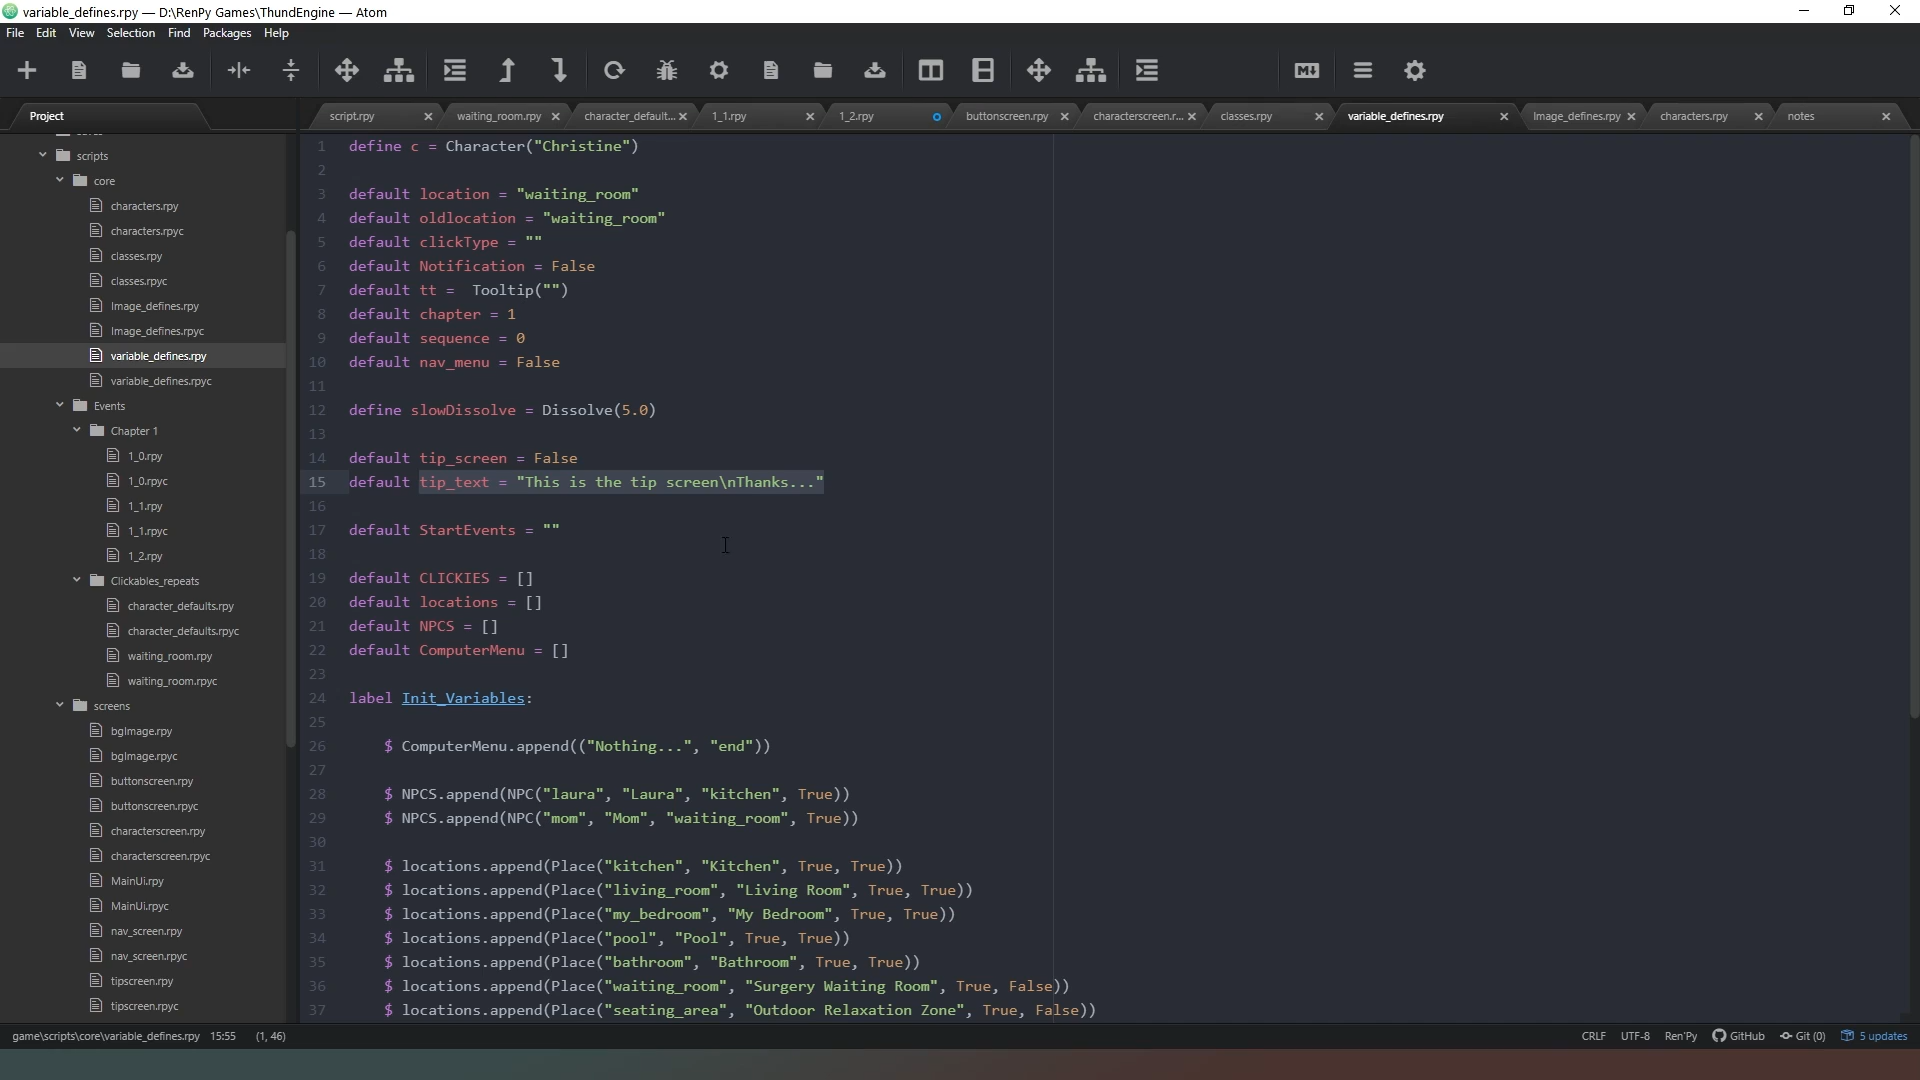 variable_defines.rpy — D:\RenPy Games\ThundEngine — Atom
File Edit View Selection Find Packages Help
Project
script.rpy
waiting_room.rpy
character_default...
1_1.rpy
1_2.rpy
buttonscreen.rpy
characterscreen.r...
classes.rpy
variable_defines.rpy
Image_defines.rpy
characters.rpy
notes
scripts
core
characters.rpy
characters.rpyc
classes.rpy
classes.rpyc
Image_defines.rpy
Image_defines.rpyc
variable_defines.rpy
variable_defines.rpyc
Events
Chapter 1
1_0.rpy
1_0.rpyc
1_1.rpy
1_1.rpyc
1_2.rpy
Clickables_repeats
character_defaults.rpy
character_defaults.rpyc
waiting_room.rpy
waiting_room.rpyc
screens
bgImage.rpy
bgImage.rpyc
buttonscreen.rpy
buttonscreen.rpyc
characterscreen.rpy
characterscreen.rpyc
MainUi.rpy
MainUi.rpyc
nav_screen.rpy
nav_screen.rpyc
tipscreen.rpy
tipscreen.rpyc
1 define c = Character("Christine")
2
3 default location = "waiting_room"
4 default oldlocation = "waiting_room"
5 default clickType = ""
6 default Notification = False
7 default tt =  Tooltip("")
8 default chapter = 1
9 default sequence = 0
10 default nav_menu = False
11
12 define slowDissolve = Dissolve(5.0)
13
14 default tip_screen = False
15 default tip_text = "This is the tip screen\nThanks..."
16
17 default StartEvents = ""
18
19 default CLICKIES = []
20 default locations = []
21 default NPCS = []
22 default ComputerMenu = []
23
24 label Init_Variables:
25
26 $ ComputerMenu.append(("Nothing...", "end"))
27
28 $ NPCS.append(NPC("laura", "Laura", "kitchen", True))
29 $ NPCS.append(NPC("mom", "Mom", "waiting_room", True))
30
31 $ locations.append(Place("kitchen", "Kitchen", True, True))
32 $ locations.append(Place("living_room", "Living Room", True, True))
33 $ locations.append(Place("my_bedroom", "My Bedroom", True, True))
34 $ locations.append(Place("pool", "Pool", True, True))
35 $ locations.append(Place("bathroom", "Bathroom", True, True))
36 $ locations.append(Place("waiting_room", "Surgery Waiting Room", True, False))
37 $ locations.append(Place("seating_area", "Outdoor Relaxation Zone", True, False))
game\scripts\core\variable_defines.rpy 15:55 (1, 46)
CRLF UTF-8 Ren'Py GitHub Git (0) 5 updates